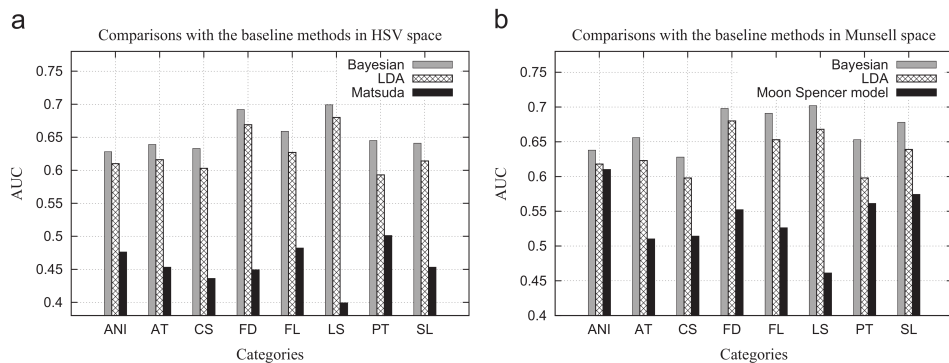 a
Comparisons with the baseline methods in HSV space
Bayesian
LDA
Matsuda
0.75
0.7
0.65
0.6
0.55
0.5
0.45
0.4
AUC
ANI AT CS FD FL LS PT SL
Categories
b
Comparisons with the baseline methods in Munsell space
Bayesian
LDA
Moon Spencer model
0.75
0.7
0.65
0.6
0.55
0.5
0.45
0.4
AUC
ANI AT CS FD FL LS PT SL
Categories